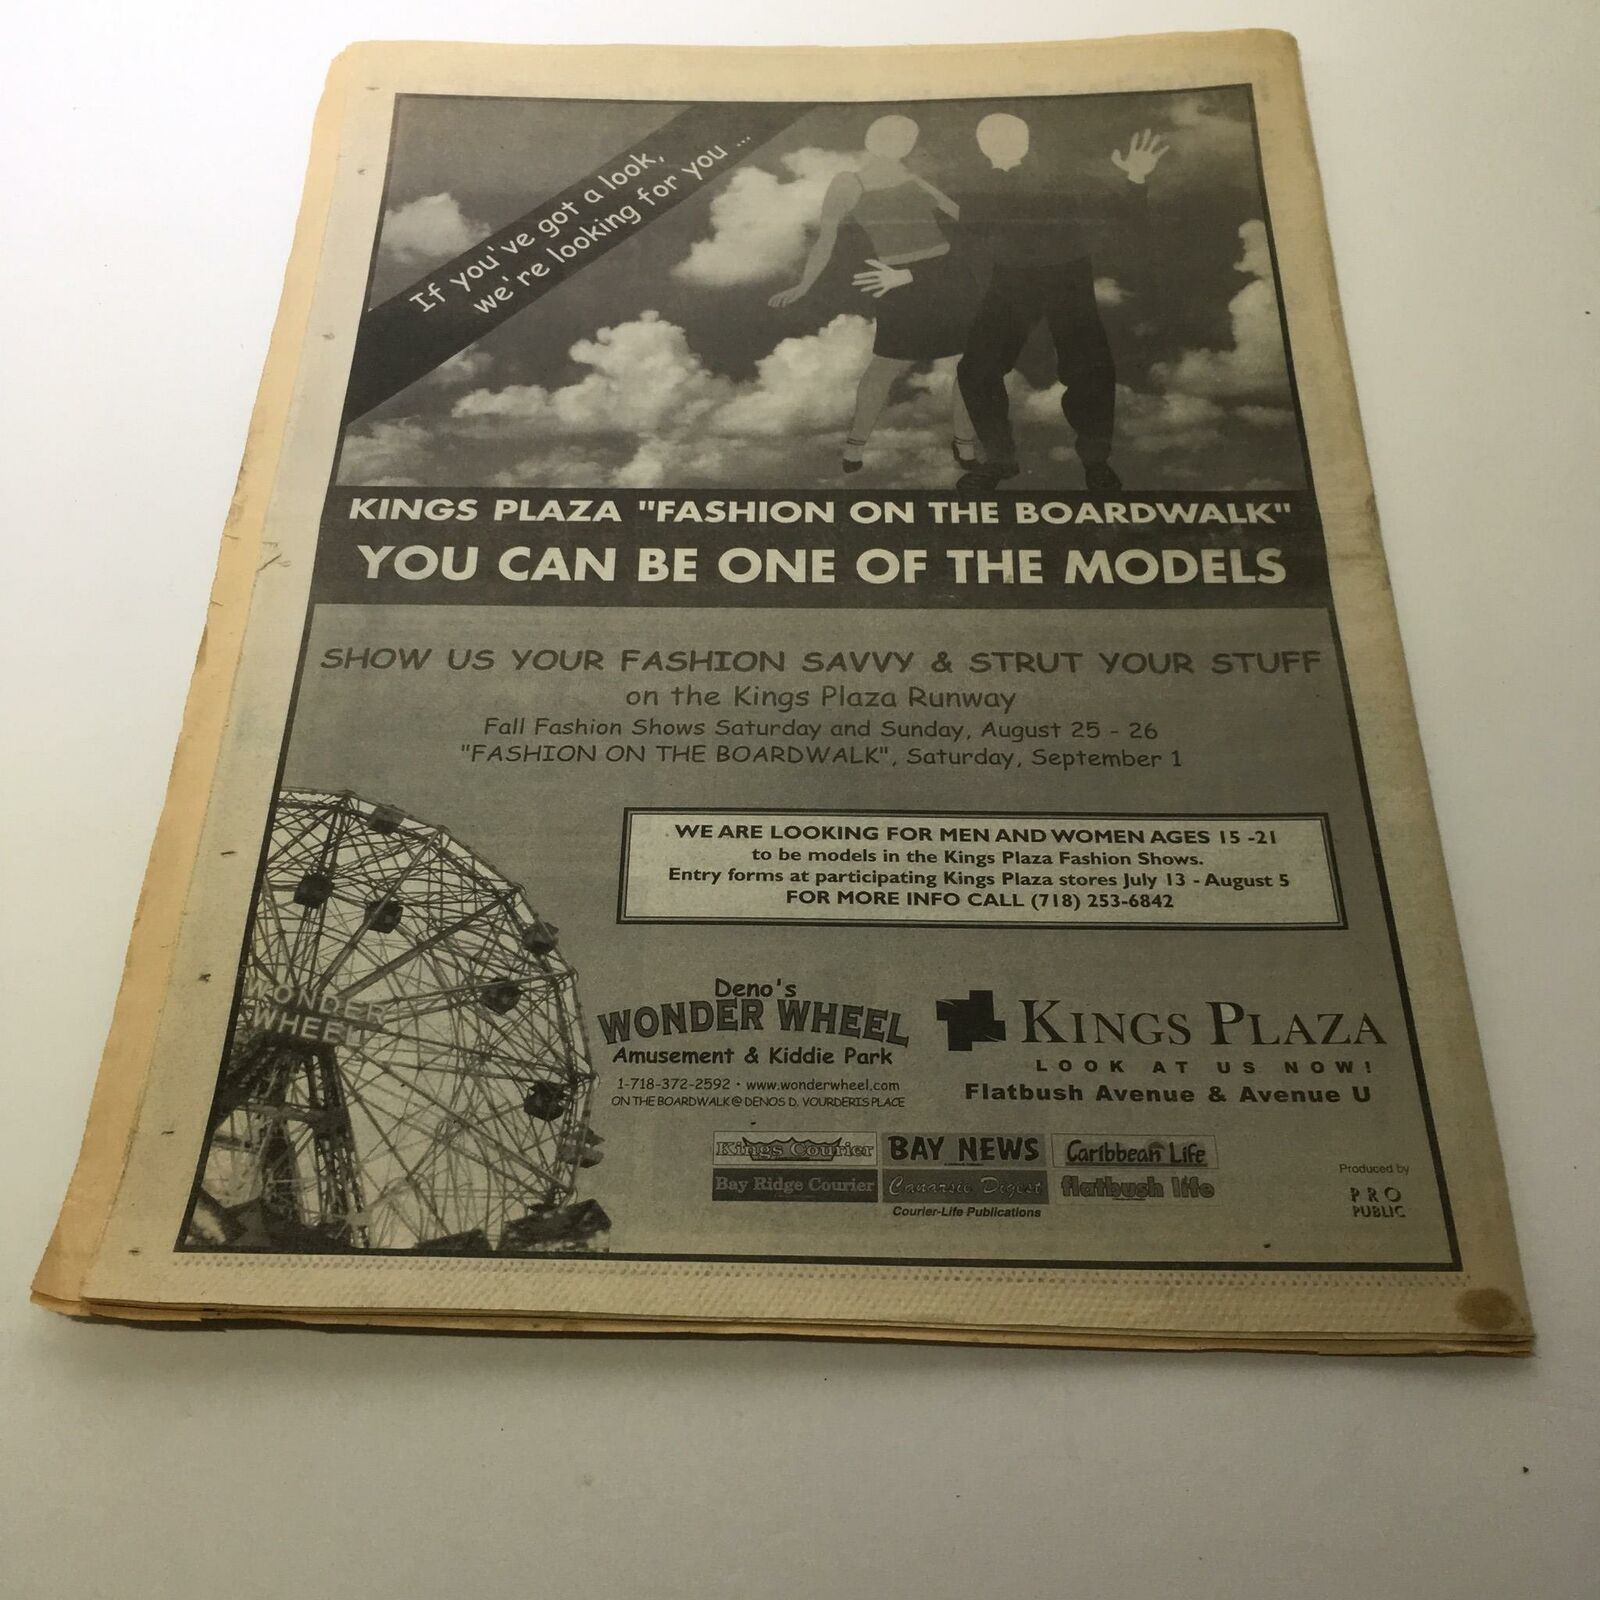 If you've got a look,
we're looking for you ...
KINGS PLAZA "FASHION ON THE BOARDWALK"
YOU CAN BE ONE OF THE MODELS
SHOW US YOUR FASHION SAVVY & STRUT YOUR STUFF
on the Kings Plaza Runway
Fall Fashion Shows Saturday and Sunday, August 25 - 26
"FASHION ON THE BOARDWALK", Saturday, September 1
WE ARE LOOKING FOR MEN AND WOMEN AGES 15 -21
to be models in the Kings Plaza Fashion Shows.
Entry forms at participating Kings Plaza stores July 13 - August 5
FOR MORE INFO CALL (718) 253-6842
WONDER
WHEEL
Deno's
WONDER WHEEL
Amusement & Kiddie Park
1-718-372-2592 • www.wonderwheel.com
ON THE BOARDWALK @ DENOS D. VOURDERIS PLACE
KINGS PLAZA
LOOK AT US NOW!
Flatbush Avenue & Avenue U
Kings Courier
BAY NEWS
Caribbean Life
Bay Ridge Courier
Canarsie Digest
flatbush life
Courier-Life Publications
Produced by
PRO
PUBLIC